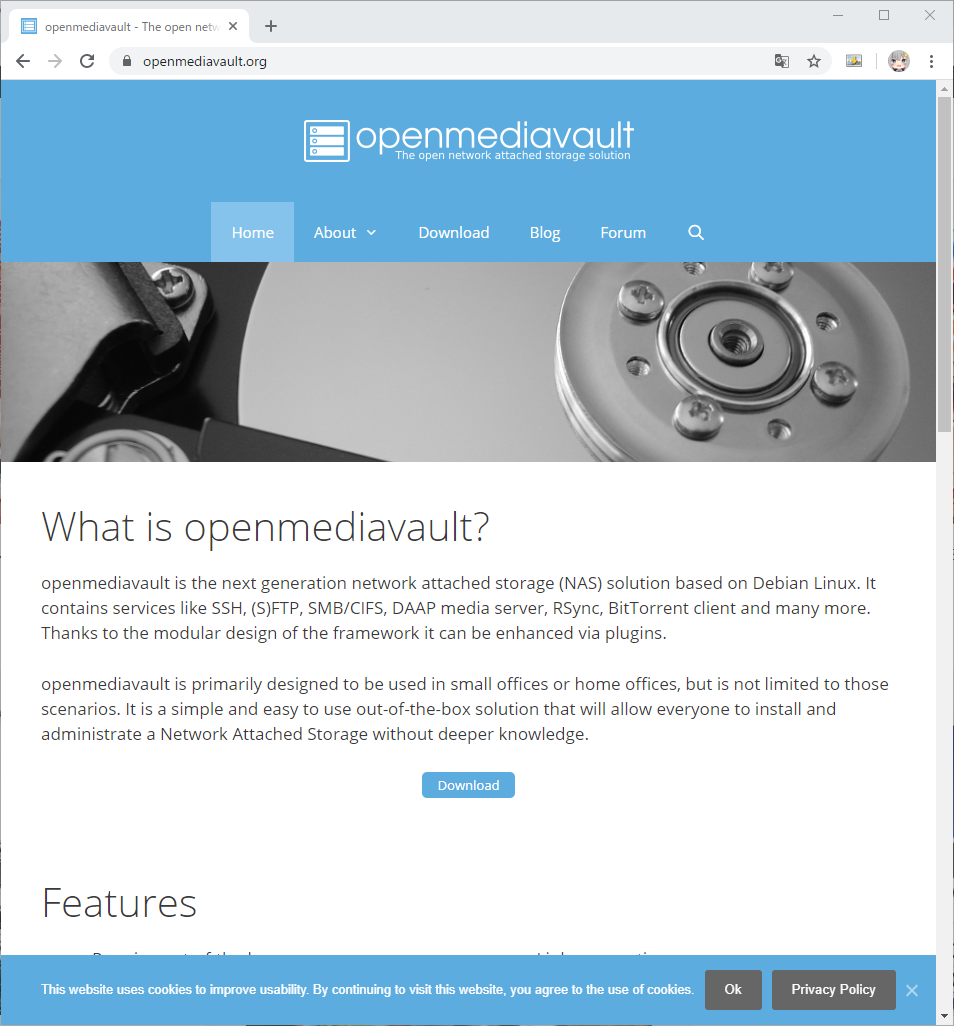 openmediavault - The open netw
openmediavault.org
openmediavault
The open network attached storage solution
Home About Download Blog Forum
What is openmediavault?
openmediavault is the next generation network attached storage (NAS) solution based on Debian Linux. It
contains services like SSH, (S)FTP, SMB/CIFS, DAAP media server, RSync, BitTorrent client and many more.
Thanks to the modular design of the framework it can be enhanced via plugins.
openmediavault is primarily designed to be used in small offices or home offices, but is not limited to those
scenarios. It is a simple and easy to use out-of-the-box solution that will allow everyone to install and
administrate a Network Attached Storage without deeper knowledge.
Download
Features
This website uses cookies to improve usability. By continuing to visit this website, you agree to the use of cookies. Ok Privacy Policy